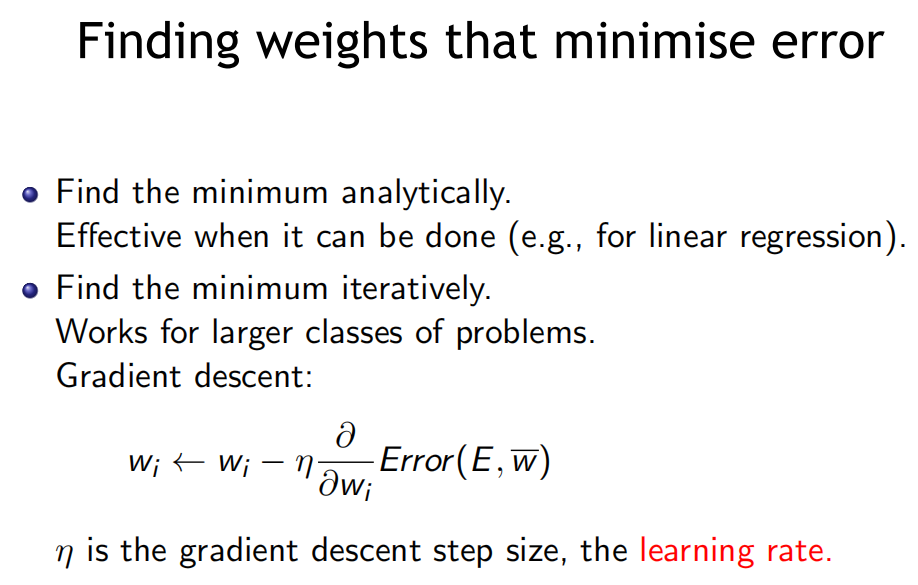 Finding weights that minimise error
Find the minimum analytically.
Effective when it can be done (e.g., for linear regression).
Find the minimum iteratively.
Works for larger classes of problems.
Gradient descent:
wᵢ ← wᵢ − η ∂/∂wᵢ Error(E, w̅)
η is the gradient descent step size, the learning rate.